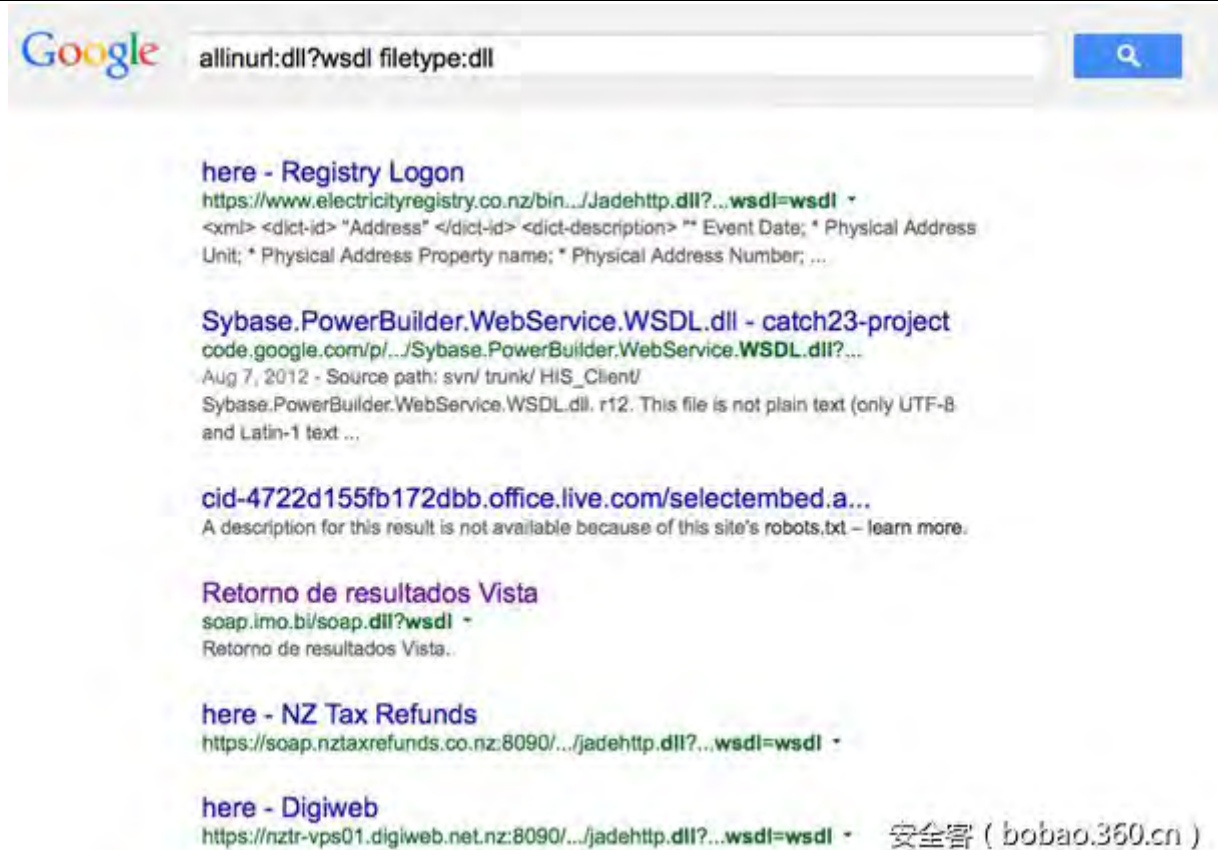 Google
allinurl:dll?wsdl filetype:dll
here - Registry Logon
https://www.electricityregistry.co.nz/bin.../Jadehttp.dll?...wsdl=wsdl
<xml> <dict-id> "Address" </dict-id> <dict-description> "* Event Date; * Physical Address
Unit; * Physical Address Property name; * Physical Address Number; ...
Sybase.PowerBuilder.WebService.WSDL.dll - catch23-project
code.google.com/p/.../Sybase.PowerBuilder.WebService.WSDL.dll?...
Aug 7, 2012 - Source path: svn/ trunk/ HIS_Client/
Sybase.PowerBuilder.WebService.WSDL.dll. r12. This file is not plain text (only UTF-8
and Latin-1 text ...
cid-4722d155fb172dbb.office.live.com/selectembed.a...
A description for this result is not available because of this site's robots.txt – learn more.
Retorno de resultados Vista
soap.imo.bi/soap.dll?wsdl
Retorno de resultados Vista.
here - NZ Tax Refunds
https://soap.nztaxrefunds.co.nz:8090/.../jadehttp.dll?...wsdl=wsdl
here - Digiweb
https://nztr-vps01.digiweb.net.nz:8090/.../jadehttp.dll?...wsdl=wsdl
安全客 ( bobao.360.cn )